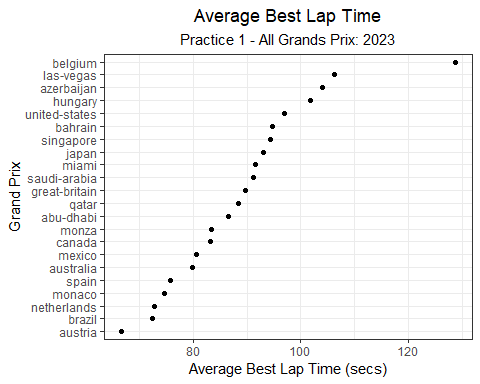 Average Best Lap Time
Practice 1 - All Grands Prix: 2023
Grand Prix
belgium
las-vegas
azerbaijan
hungary
united-states
bahrain
singapore
japan
miami
saudi-arabia
great-britain
qatar
abu-dhabi
monza
canada
mexico
australia
spain
monaco
netherlands
brazil
austria
80 100 120
Average Best Lap Time (secs)